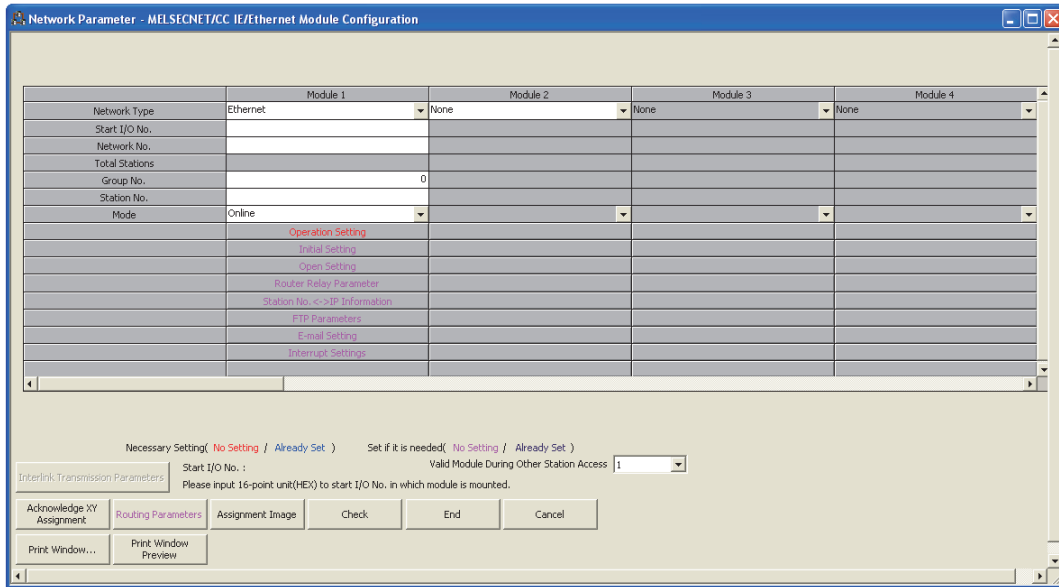 Network Parameter - MELSECNET/CC IE/Ethernet Module Configuration
Module 1 Module 2 Module 3 Module 4
Network Type Ethernet None None None
Start I/O No.
Network No.
Total Stations
Group No. 0
Station No.
Mode Online
Operation Setting
Initial Setting
Open Setting
Router Relay Parameter
Station No. <->IP Information
FTP Parameters
E-mail Setting
Interrupt Settings
Necessary Setting( No Setting / Already Set ) Set if it is needed( No Setting / Already Set )
Interlink Transmission Parameters
Start I/O No. : Valid Module During Other Station Access 1
Please input 16-point unit(HEX) to start I/O No. in which module is mounted.
Acknowledge XY Assignment Routing Parameters Assignment Image Check End Cancel
Print Window... Print Window Preview